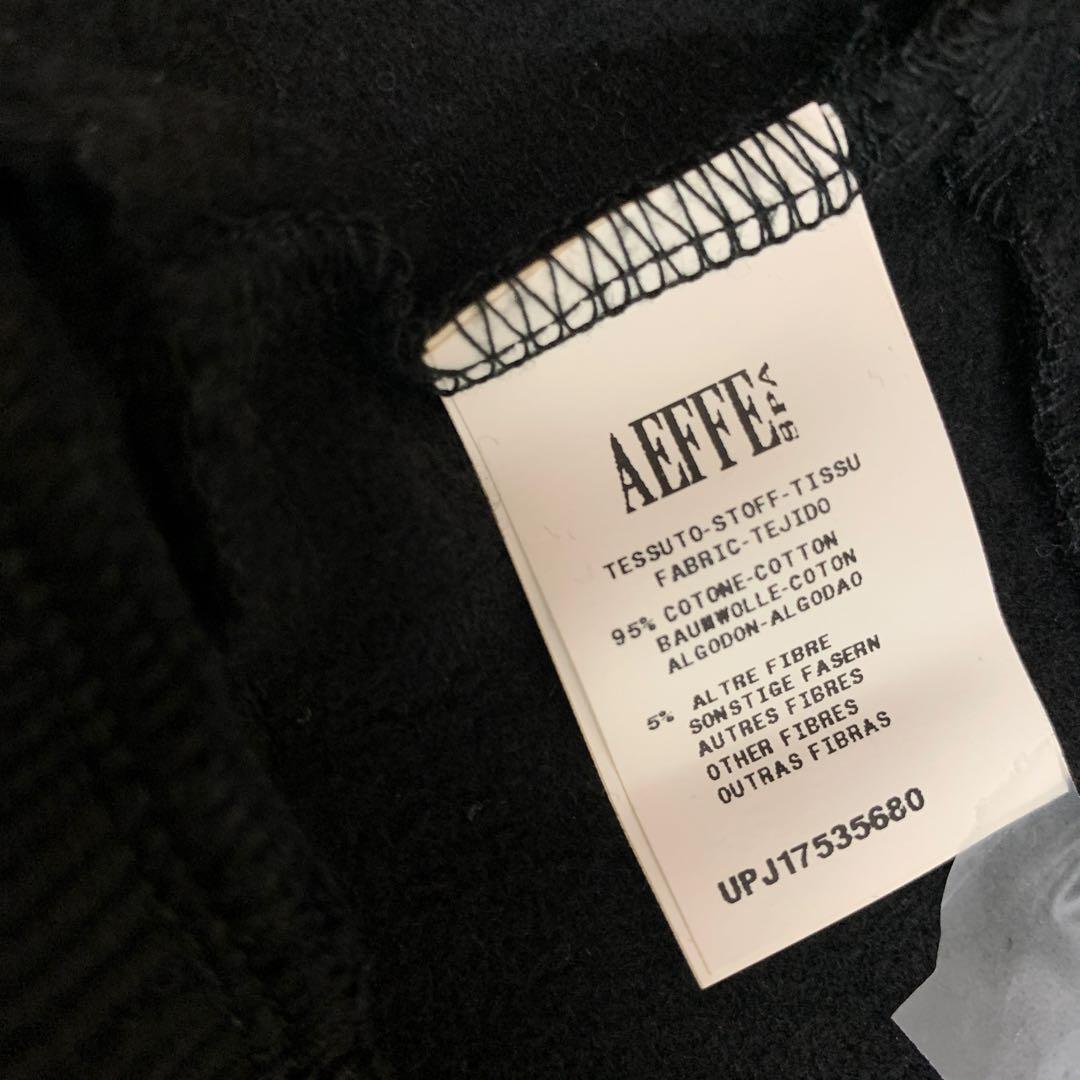 AEFFE SPA
TESSUTO-STOFF-TISSU
FABRIC-TEJIDO
95% COTONE-COTTON
BAUMWOLLE-COTON
ALGODON-ALGODAO
5% ALTRE FIBRE
SONSTIGE FASERN
AUTRES FIBRES
OTHER FIBRES
OUTRAS FIBRAS
UPJ17535680